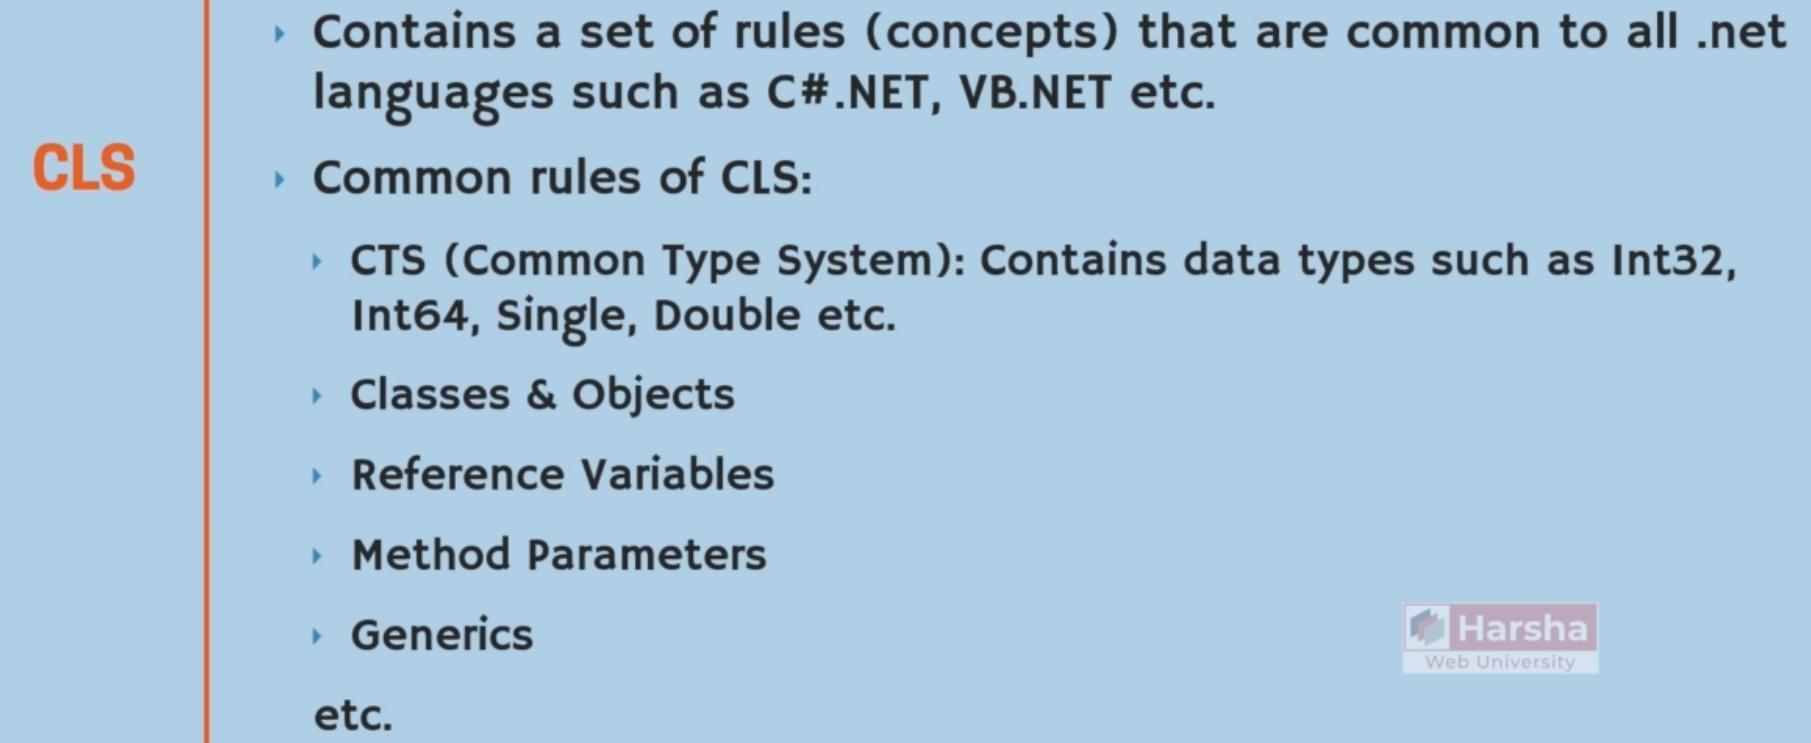 Contains a set of rules (concepts) that are common to all .net
languages such as C#.NET, VB.NET etc.
CLS
Common rules of CLS:
CTS (Common Type System): Contains data types such as Int32,
Int64, Single, Double etc.
Classes & Objects
Reference Variables
Method Parameters
Generics
etc.
Harsha
Web University